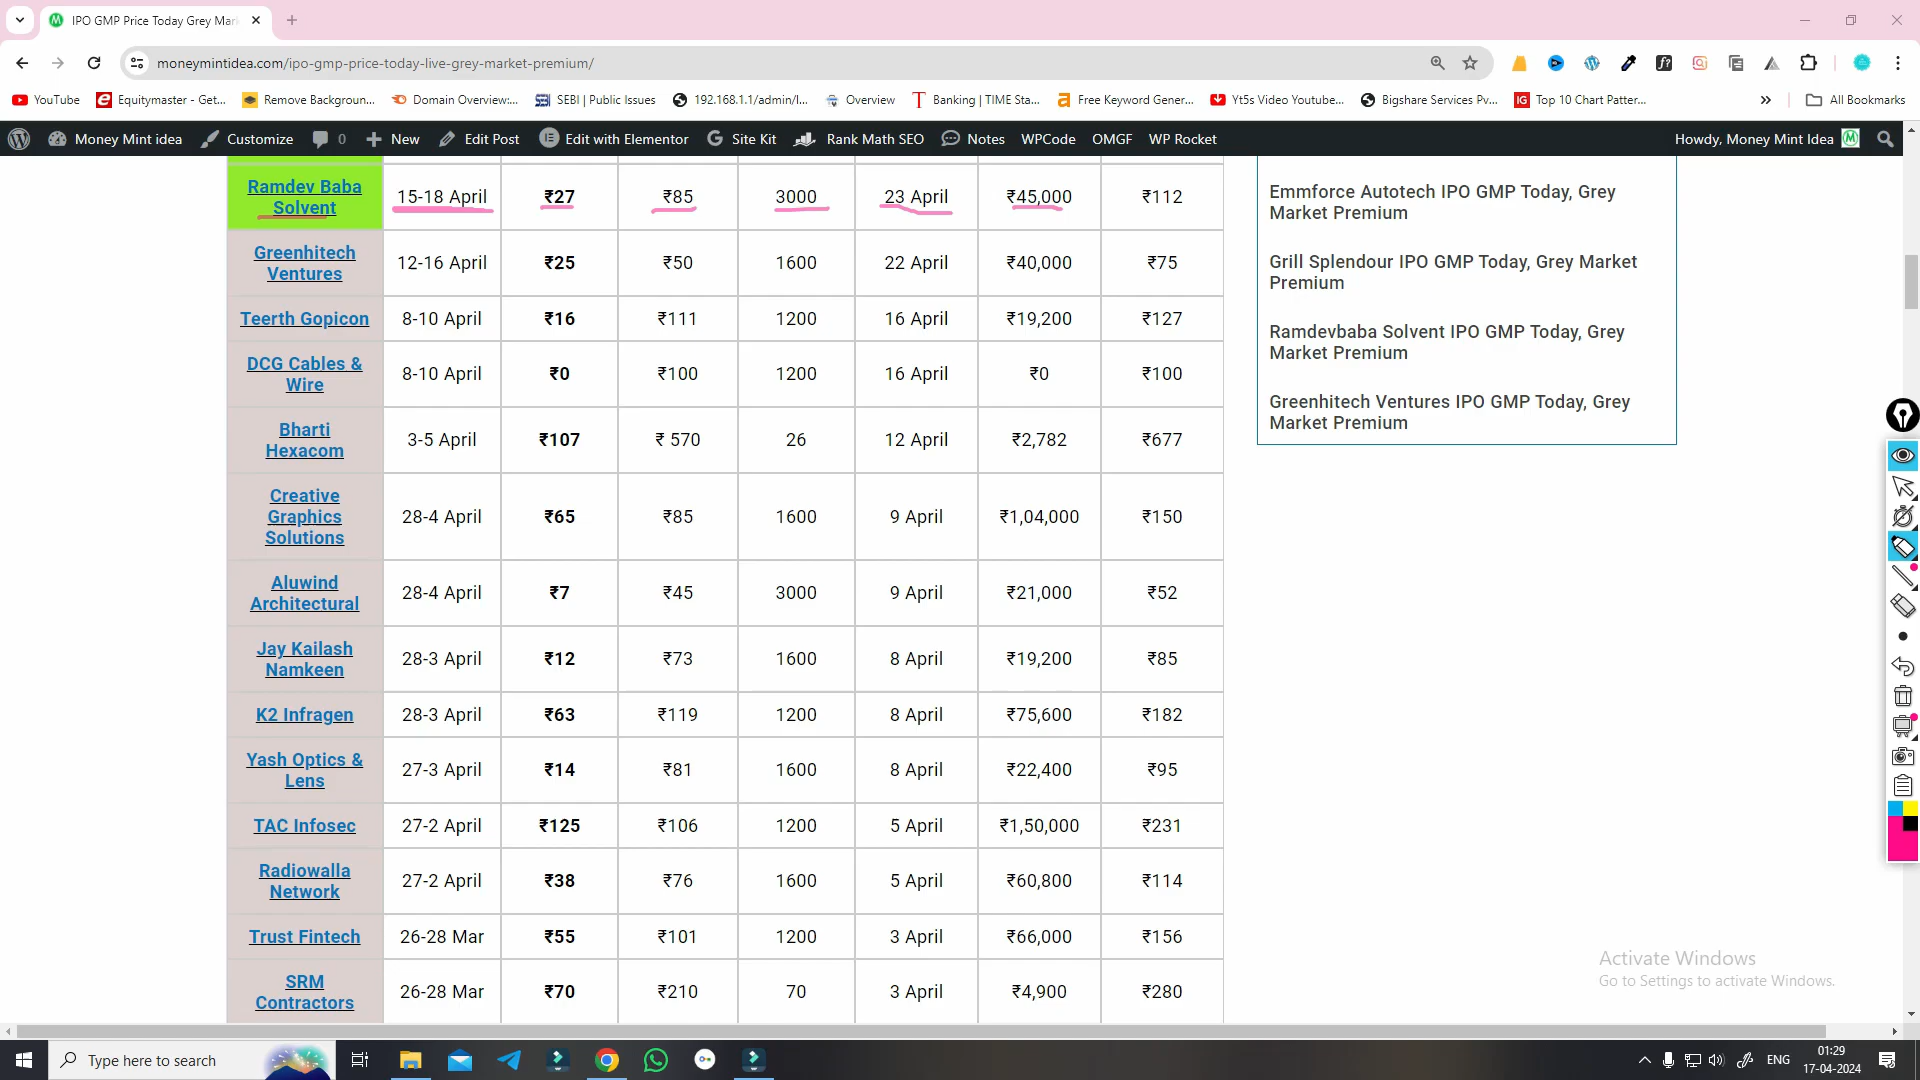 IPO GMP Price Today Grey Mar
moneymintidea.com/ipo-gmp-price-today-live-grey-market-premium/
YouTube Equitymaster - Get... Remove Backgroun... Domain Overview:... SEBI | Public Issues 192.168.1.1/admin/l... Overview Banking | TIME Sta... Free Keyword Gener... Yt5s Video Youtube... Bigshare Services Pv... IG Top 10 Chart Patter... » All Bookmarks
Money Mint idea Customize 0 New Edit Post Edit with Elementor Site Kit Rank Math SEO Notes WPCode OMGF WP Rocket Howdy, Money Mint Idea
Ramdev Baba
Solvent 15-18 April ₹27 ₹85 3000 23 April ₹45,000 ₹112
Greenhitech
Ventures 12-16 April ₹25 ₹50 1600 22 April ₹40,000 ₹75
Teerth Gopicon 8-10 April ₹16 ₹111 1200 16 April ₹19,200 ₹127
DCG Cables &
Wire 8-10 April ₹0 ₹100 1200 16 April ₹0 ₹100
Bharti
Hexacom 3-5 April ₹107 ₹ 570 26 12 April ₹2,782 ₹677
Creative
Graphics
Solutions 28-4 April ₹65 ₹85 1600 9 April ₹1,04,000 ₹150
Aluwind
Architectural 28-4 April ₹7 ₹45 3000 9 April ₹21,000 ₹52
Jay Kailash
Namkeen 28-3 April ₹12 ₹73 1600 8 April ₹19,200 ₹85
K2 Infragen 28-3 April ₹63 ₹119 1200 8 April ₹75,600 ₹182
Yash Optics &
Lens 27-3 April ₹14 ₹81 1600 8 April ₹22,400 ₹95
TAC Infosec 27-2 April ₹125 ₹106 1200 5 April ₹1,50,000 ₹231
Radiowalla
Network 27-2 April ₹38 ₹76 1600 5 April ₹60,800 ₹114
Trust Fintech 26-28 Mar ₹55 ₹101 1200 3 April ₹66,000 ₹156
SRM
Contractors 26-28 Mar ₹70 ₹210 70 3 April ₹4,900 ₹280
Emmforce Autotech IPO GMP Today, Grey
Market Premium
Grill Splendour IPO GMP Today, Grey Market
Premium
Ramdevbaba Solvent IPO GMP Today, Grey
Market Premium
Greenhitech Ventures IPO GMP Today, Grey
Market Premium
Activate Windows
Go to Settings to activate Windows.
Type here to search
ENG
01:29
17-04-2024